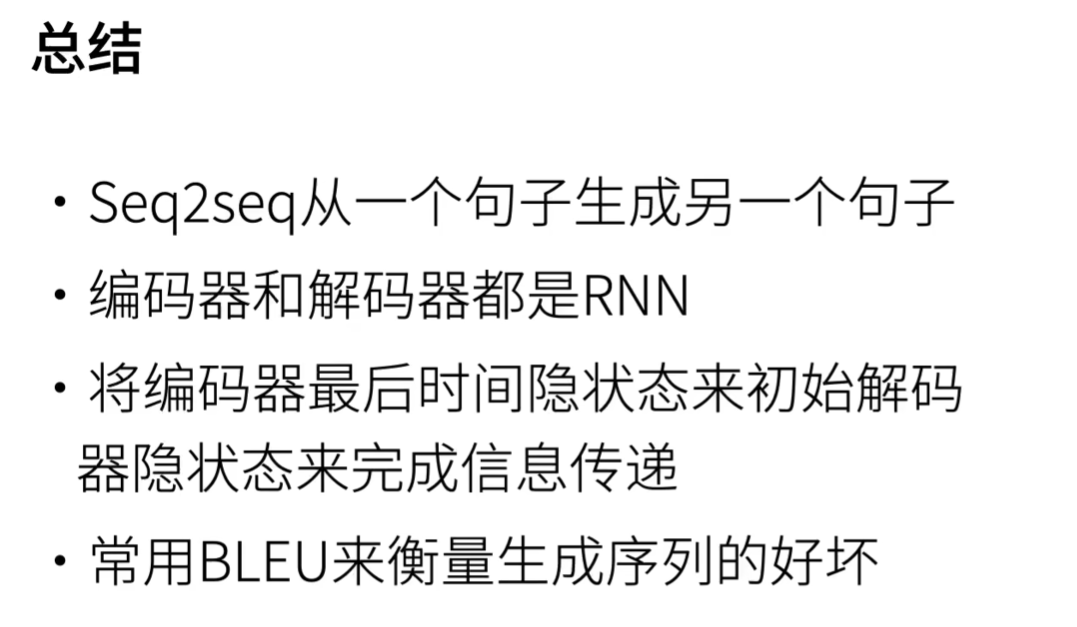 总结
• Seq2seq从一个句子生成另一个句子
• 编码器和解码器都是RNN
• 将编码器最后时间隐状态来初始解码
器隐状态来完成信息传递
• 常用BLEU来衡量生成序列的好坏